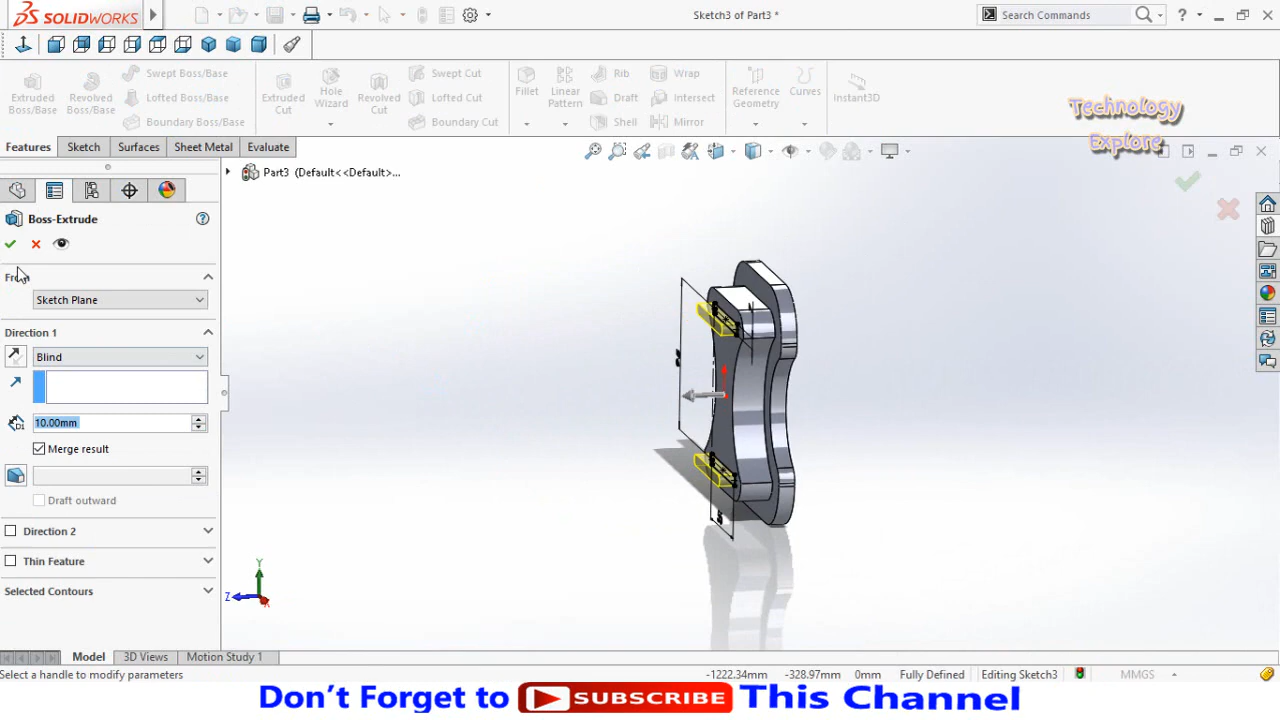 SOLIDWORKS
Sketch3 of Part3 *
Search Commands
Extruded Boss/Base
Revolved Boss/Base
Swept Boss/Base
Lofted Boss/Base
Boundary Boss/Base
Extruded Cut
Hole Wizard
Revolved Cut
Swept Cut
Lofted Cut
Boundary Cut
Fillet
Linear Pattern
Rib
Draft
Shell
Wrap
Intersect
Mirror
Reference Geometry
Curves
Instant3D
Technology
Explore
Features
Sketch
Surfaces
Sheet Metal
Evaluate
Part3 (Default<<Default>...
Boss-Extrude
Sketch Plane
Direction 1
Blind
10.00mm
Merge result
Draft outward
Direction 2
Thin Feature
Selected Contours
Y
Z
X
Model
3D Views
Motion Study 1
Select a handle to modify parameters
-1222.34mm
-328.97mm
0mm
Fully Defined
Editing Sketch3
MMGS
Don't Forget to SUBSCRIBE This Channel